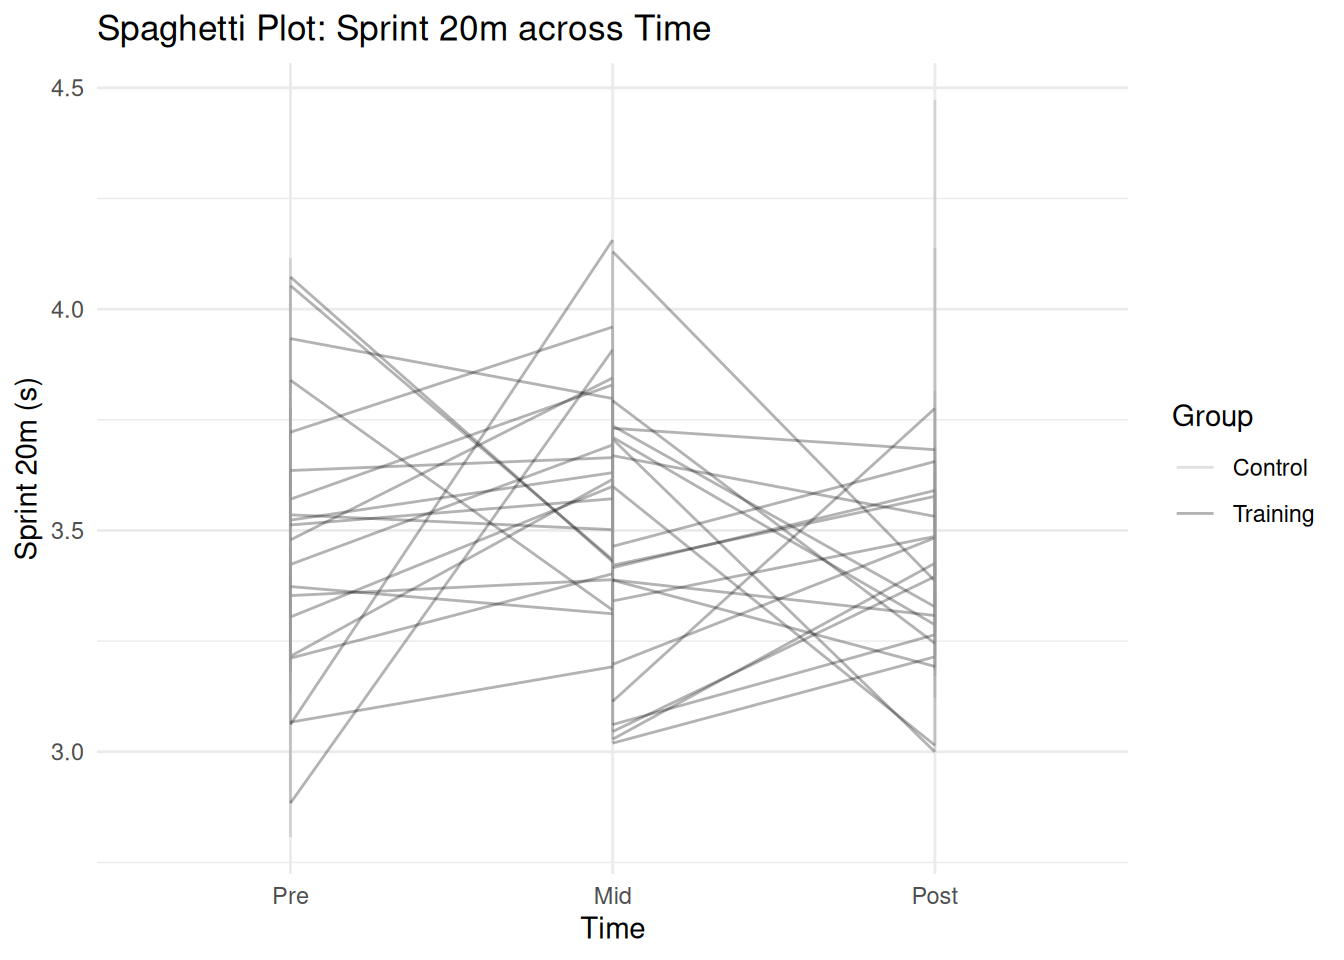 Spaghetti Plot: Sprint 20m across Time
4.5
4.0
3.5
3.0
Sprint 20m (s)
Pre
Mid
Post
Time
Group
Control
Training